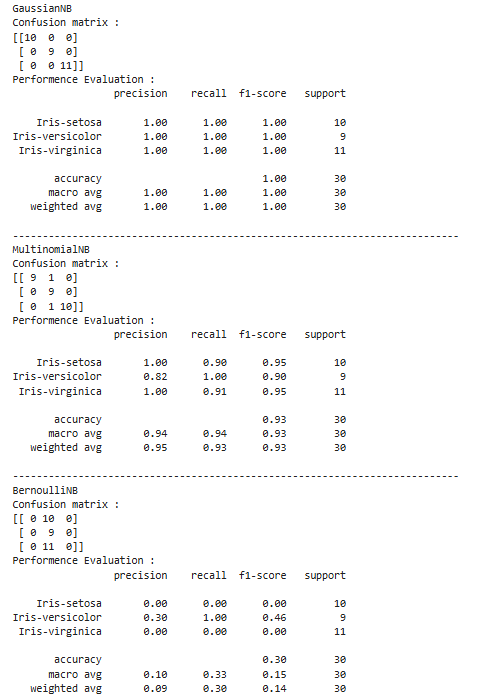 GaussianNB
Confusion matrix :
[[10  0  0]
 [ 0  9  0]
 [ 0  0 11]]
Performence Evaluation :
                 precision    recall  f1-score   support

    Iris-setosa       1.00      1.00      1.00        10
Iris-versicolor       1.00      1.00      1.00         9
 Iris-virginica       1.00      1.00      1.00        11

       accuracy                           1.00        30
      macro avg       1.00      1.00      1.00        30
   weighted avg       1.00      1.00      1.00        30

---------------------------------------------------------------------------
MultinomialNB
Confusion matrix :
[[ 9  1  0]
 [ 0  9  0]
 [ 0  1 10]]
Performence Evaluation :
                 precision    recall  f1-score   support

    Iris-setosa       1.00      0.90      0.95        10
Iris-versicolor       0.82      1.00      0.90         9
 Iris-virginica       1.00      0.91      0.95        11

       accuracy                           0.93        30
      macro avg       0.94      0.94      0.93        30
   weighted avg       0.95      0.93      0.93        30

---------------------------------------------------------------------------
BernoulliNB
Confusion matrix :
[[ 0 10  0]
 [ 0  9  0]
 [ 0 11  0]]
Performence Evaluation :
                 precision    recall  f1-score   support

    Iris-setosa       0.00      0.00      0.00        10
Iris-versicolor       0.30      1.00      0.46         9
 Iris-virginica       0.00      0.00      0.00        11

       accuracy                           0.30        30
      macro avg       0.10      0.33      0.15        30
   weighted avg       0.09      0.30      0.14        30